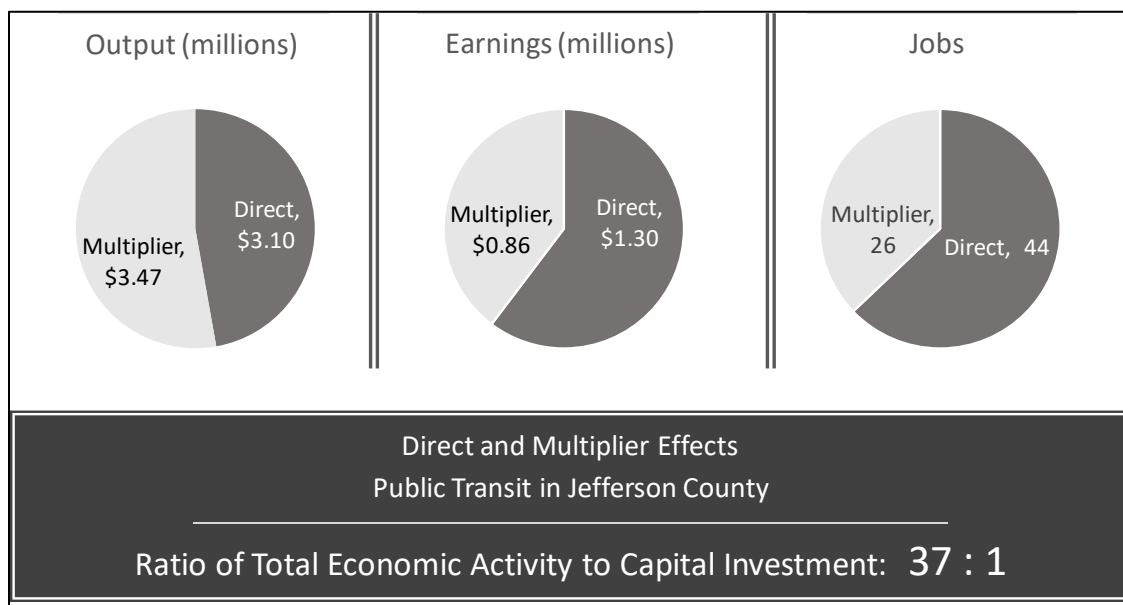 Output (millions)
Direct,
$3.10
Multiplier,
$3.47
Earnings (millions)
Multiplier,
$0.86
Direct,
$1.30
Jobs
Multiplier,
26
Direct, 44
Direct and Multiplier Effects
Public Transit in Jefferson County
Ratio of Total Economic Activity to Capital Investment: 37 : 1